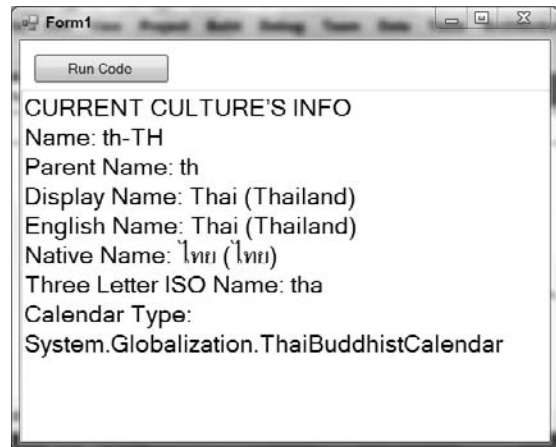 Form1
Run Code
CURRENT CULTURE'S INFO
Name: th-TH
Parent Name: th
Display Name: Thai (Thailand)
English Name: Thai (Thailand)
Native Name: ไทย (ไทย)
Three Letter ISO Name: tha
Calendar Type:
System.Globalization.ThaiBuddhistCalendar